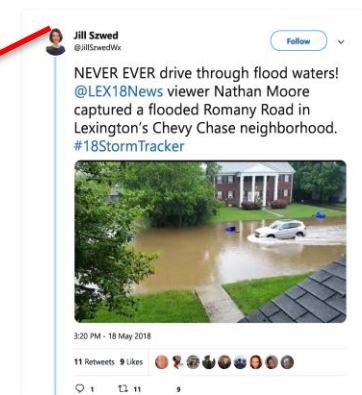 Jill Szwed
@JillSzwedWx
Follow
NEVER EVER drive through flood waters!
@LEX18News viewer Nathan Moore
captured a flooded Romany Road in
Lexington's Chevy Chase neighborhood.
#18StormTracker
3:20 PM - 18 May 2018
11 Retweets 9 Likes
1 11 9